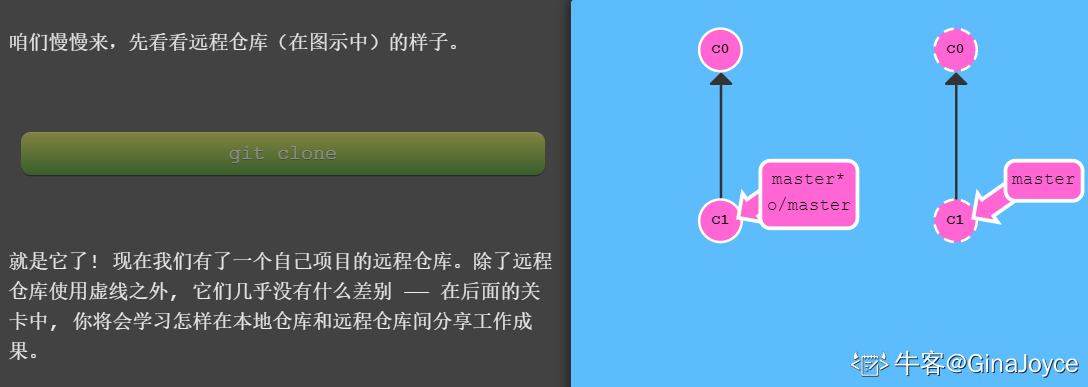 咱们慢慢来，先看看远程仓库（在图示中）的样子。
git clone
就是它了! 现在我们有了一个自己项目的远程仓库。除了远程
仓库使用虚线之外, 它们几乎没有什么差别 —— 在后面的关
卡中, 你将会学习怎样在本地仓库和远程仓库间分享工作成
果。
C0
master*
o/master
C1
C0
master
C1
牛客@GinaJoyce